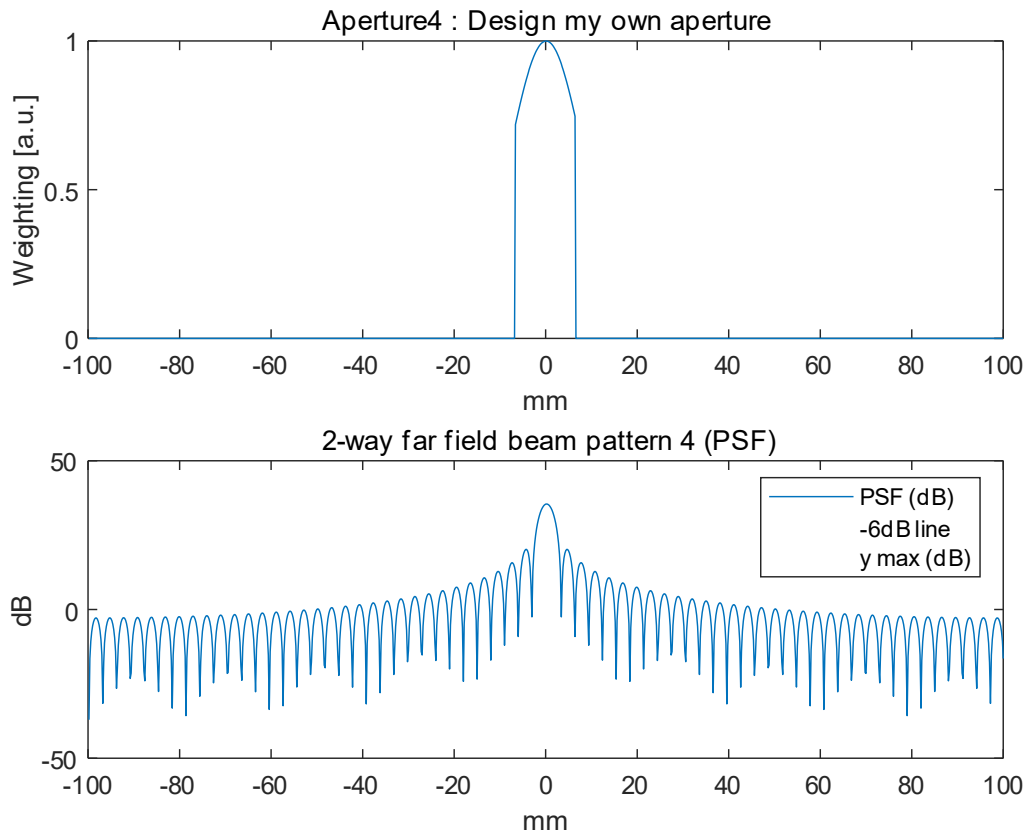 Aperture4 : Design my own aperture
Weighting [a.u.]
1
0.5
0
-100 -80 -60 -40 -20 0 20 40 60 80 100
mm
2-way far field beam pattern 4 (PSF)
dB
50
0
-50
PSF (dB)
-6dB line
y max (dB)
-100 -80 -60 -40 -20 0 20 40 60 80 100
mm